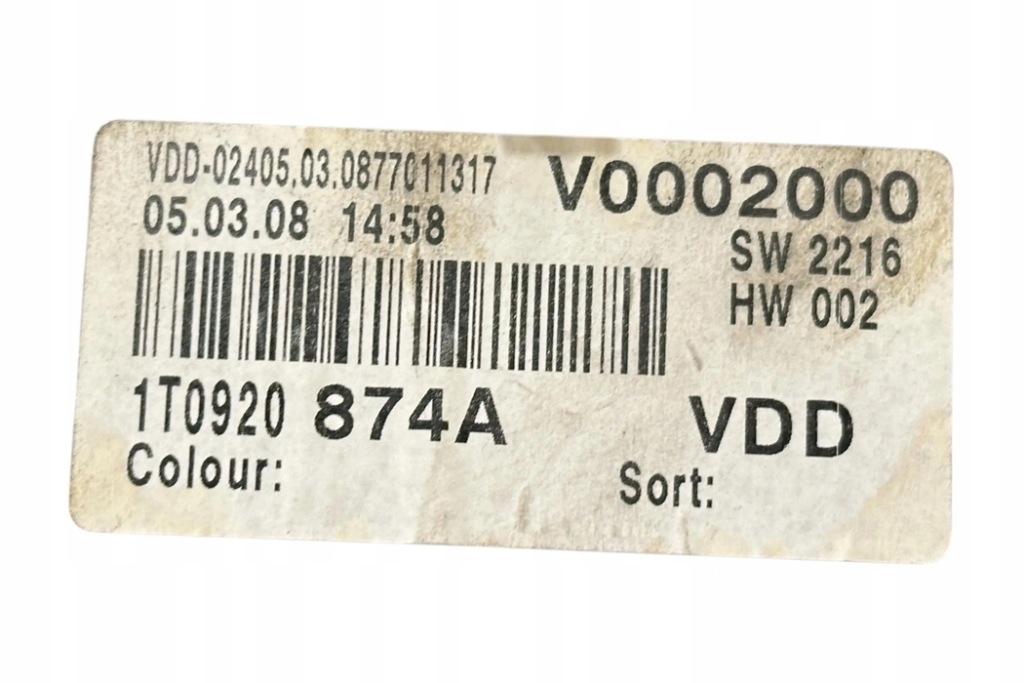 VDD-02405.03.0877011317 V0002000
05.03.08 14:58
SW 2216
HW 002
1T0920 874A VDD
Colour: Sort: